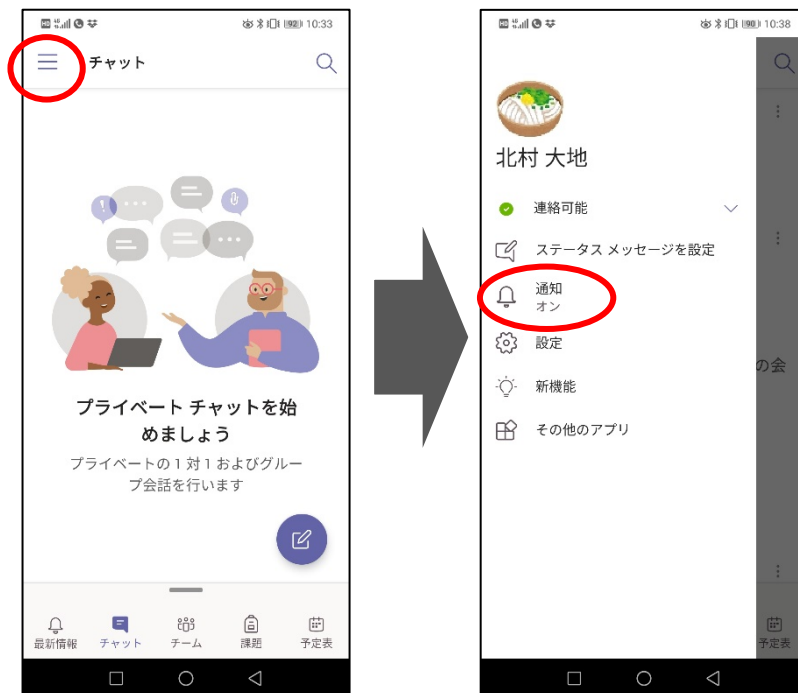 92 10:33
チャット
プライベート チャットを始
めましょう
プライベートの 1 対 1 およびグルー
プ会話を行います
最新情報 チャット チーム 課題 予定表
90 10:38
北村 大地
連絡可能
ステータス メッセージを設定
通知
オン
設定
の会
新機能
その他のアプリ
予定表